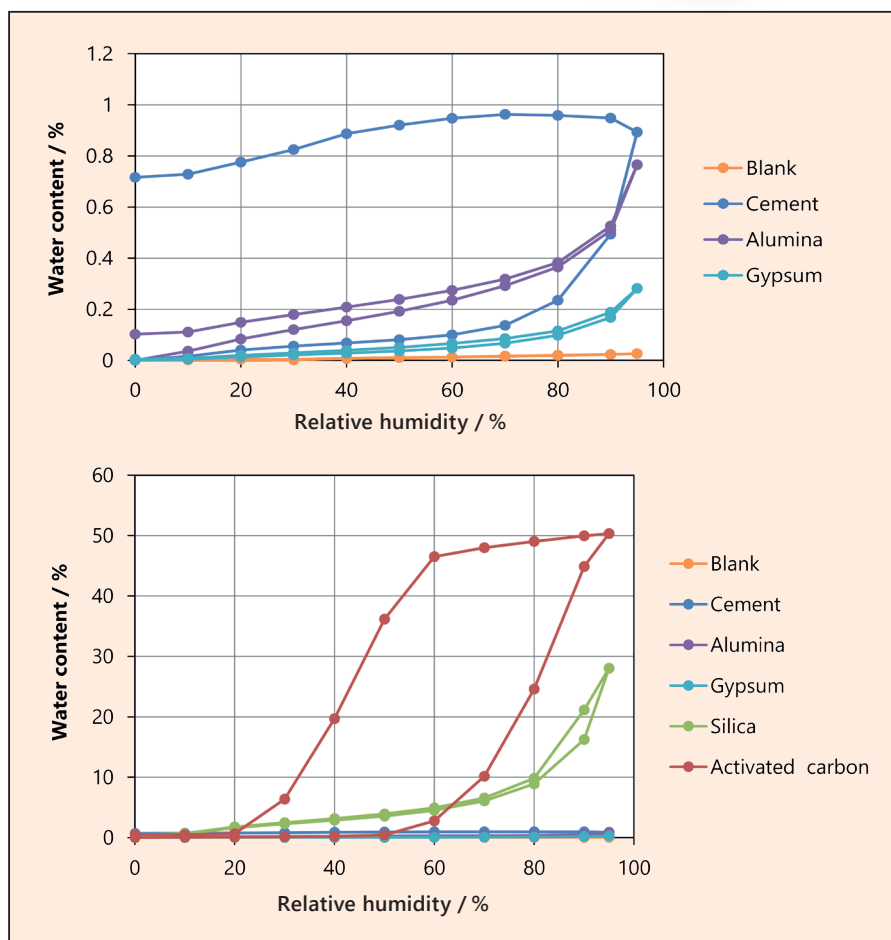 1.2
1
0.8
0.6
0.4
0.2
0
0 20 40 60 80 100
Water content / %
Relative humidity / %
Blank
Cement
Alumina
Gypsum
60
50
40
30
20
10
0
0 20 40 60 80 100
Water content / %
Relative humidity / %
Blank
Cement
Alumina
Gypsum
Silica
Activated carbon